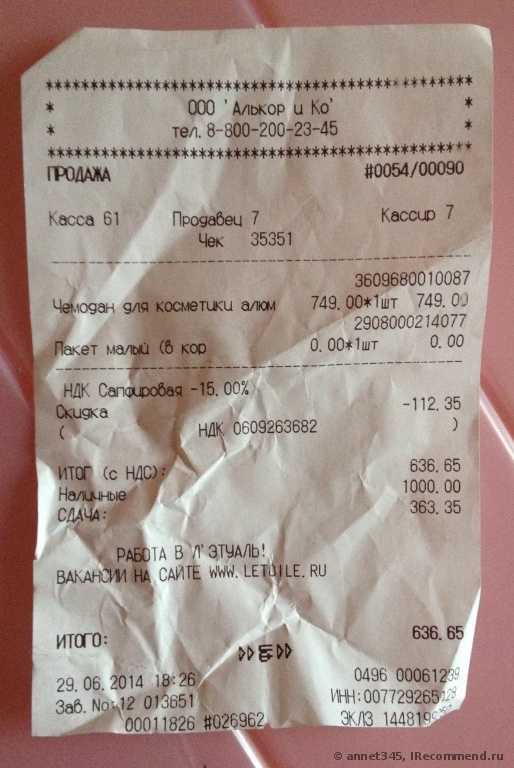 ****************************************
* ООО 'Алькор и Ко' *
* тел. 8-800-200-23-45 *
****************************************
ПРОДАЖА #0054/00090
Касса 61 Продавец 7 Кассир 7
Чек 35351
3609680010087
Чемодан для косметики алюм 749.00*1шт 749.00
2908000214077
Пакет малый (в кор 0.00*1шт 0.00
НДК Сапфировая -15.00%
Скидка -112.35
( НДК 0609263682 )
ИТОГ (с НДС): 636.65
Наличные 1000.00
СДАЧА: 363.35
РАБОТА В Л'ЭТУАЛЬ!
ВАКАНСИИ НА САЙТЕ WWW.LETUILE.RU
ИТОГО: 636.65
29.06.2014 18:26 0496 00061239
Зав.No:12 013651 ИНН:
00011826 #026962 ЭКЛЗ
© annet345, IRecommend.ru